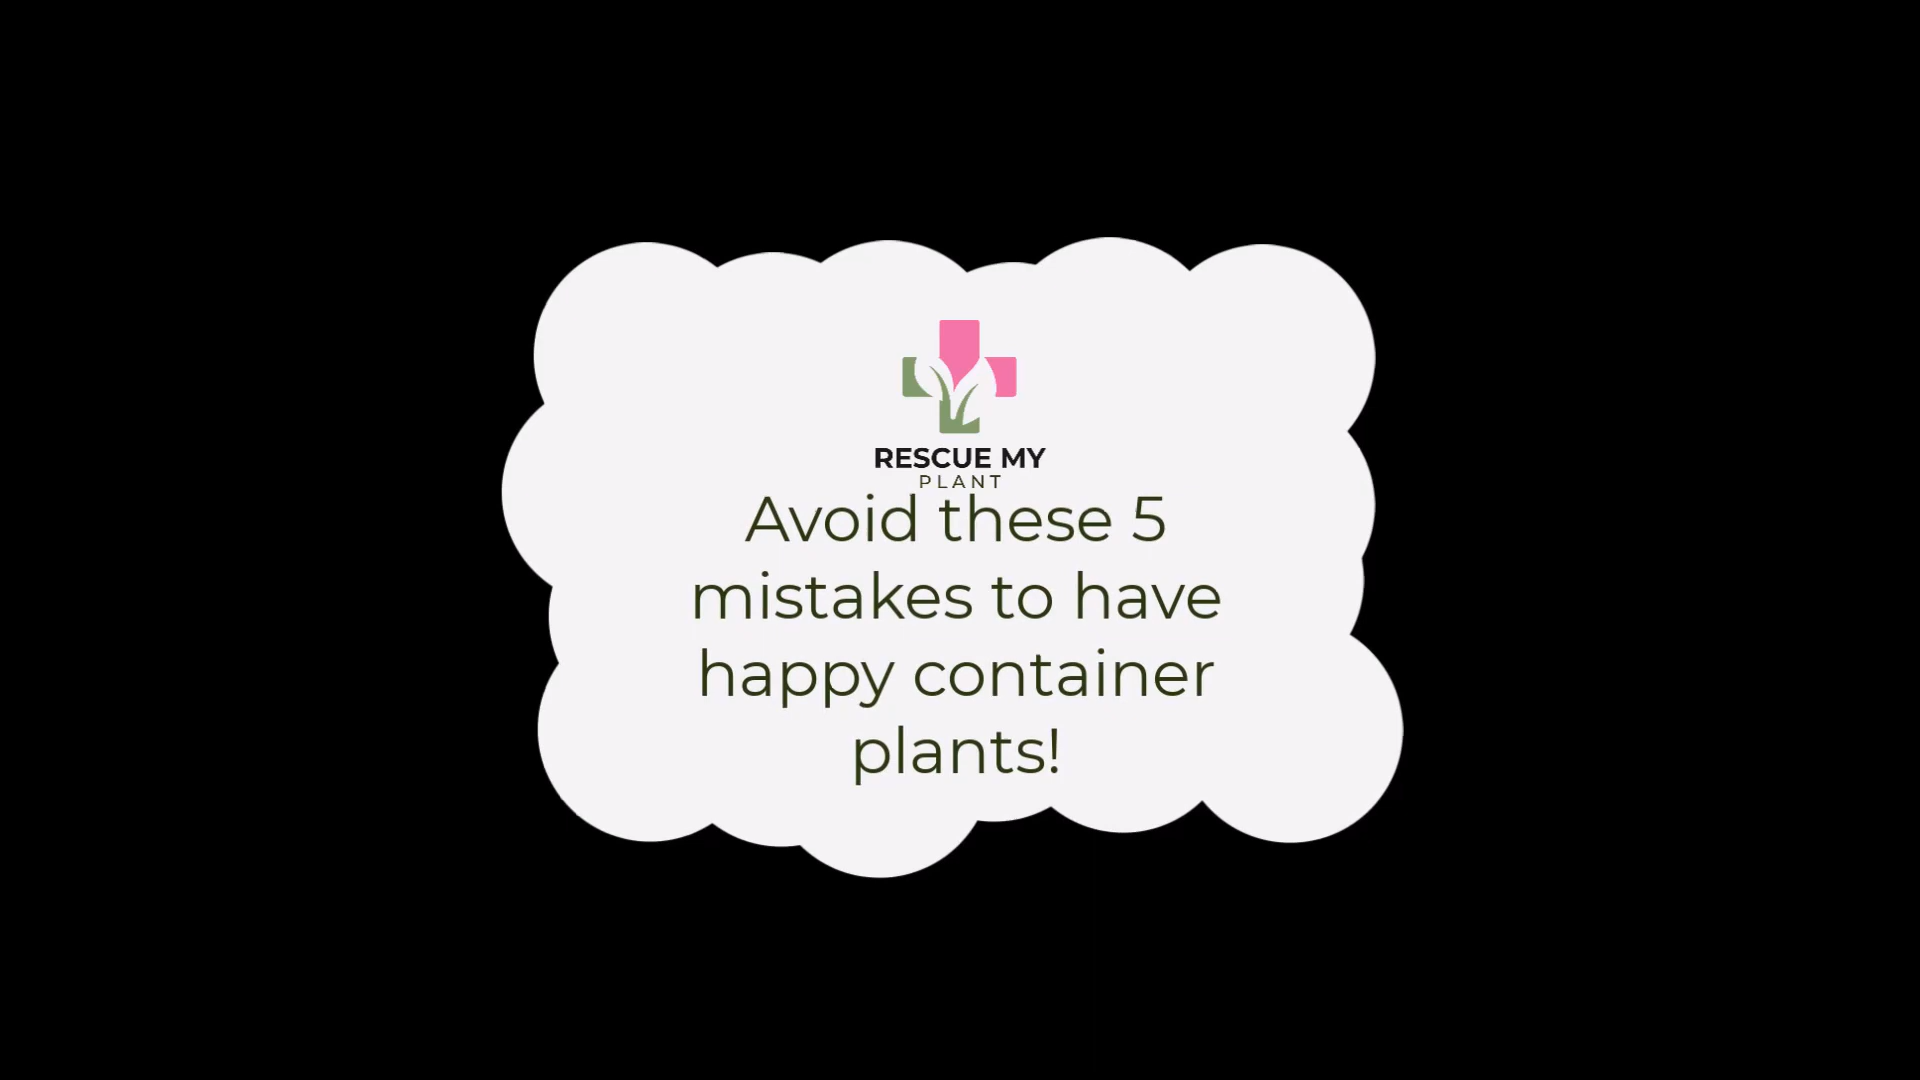 RESCUE MY
PLANT
Avoid these 5
mistakes to have
happy container
plants!